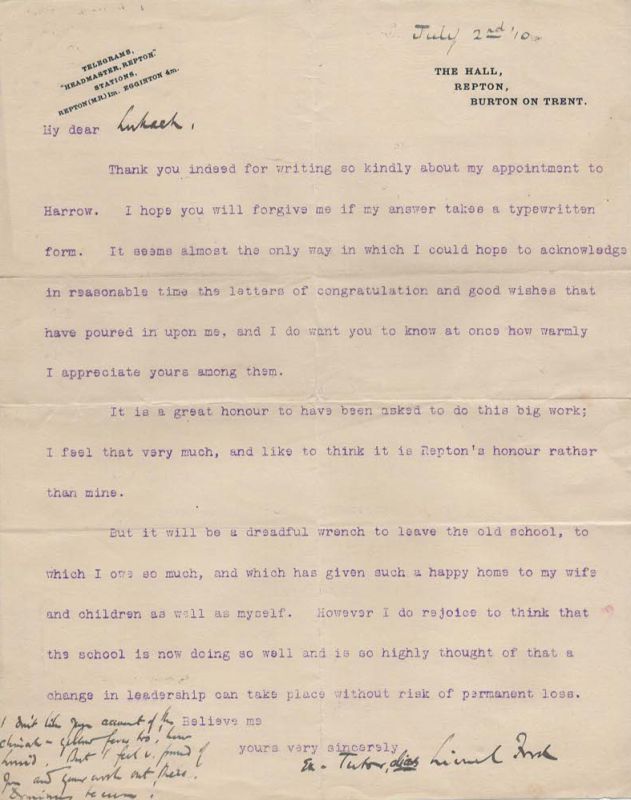 July 2nd '10.
TELEGRAMS,
"HEADMASTER, REPTON."
STATIONS,
REPTON (M.R.) 1m. EGGINTON 4m.
THE HALL,
REPTON,
BURTON ON TRENT.
My dear
Thank you indeed for writing so kindly about my appointment to
Harrow. I hope you will forgive me if my answer takes a typewritten
form. It seems almost the only way in which I could hope to acknowledge
in reasonable time the letters of congratulation and good wishes that
have poured in upon me, and I do want you to know at once how warmly
I appreciate yours among them.
It is a great honour to have been asked to do this big work;
I feel that very much, and like to think it is Repton's honour rather
than mine.
But it will be a dreadful wrench to leave the old school, to
which I owe so much, and which has given such a happy home to my wife
and children as well as myself. However I do rejoice to think that
the school is now doing so well and is so highly thought of that a
change in leadership can take place without risk of permanent loss.
Believe me
yours very sincerely
Ex-Tutor, Lionel Ford
I don't like your account of the
climate - yellow fever too, how
horrid. But I feel v. proud of
you and your work out there.
Dominus tecum.